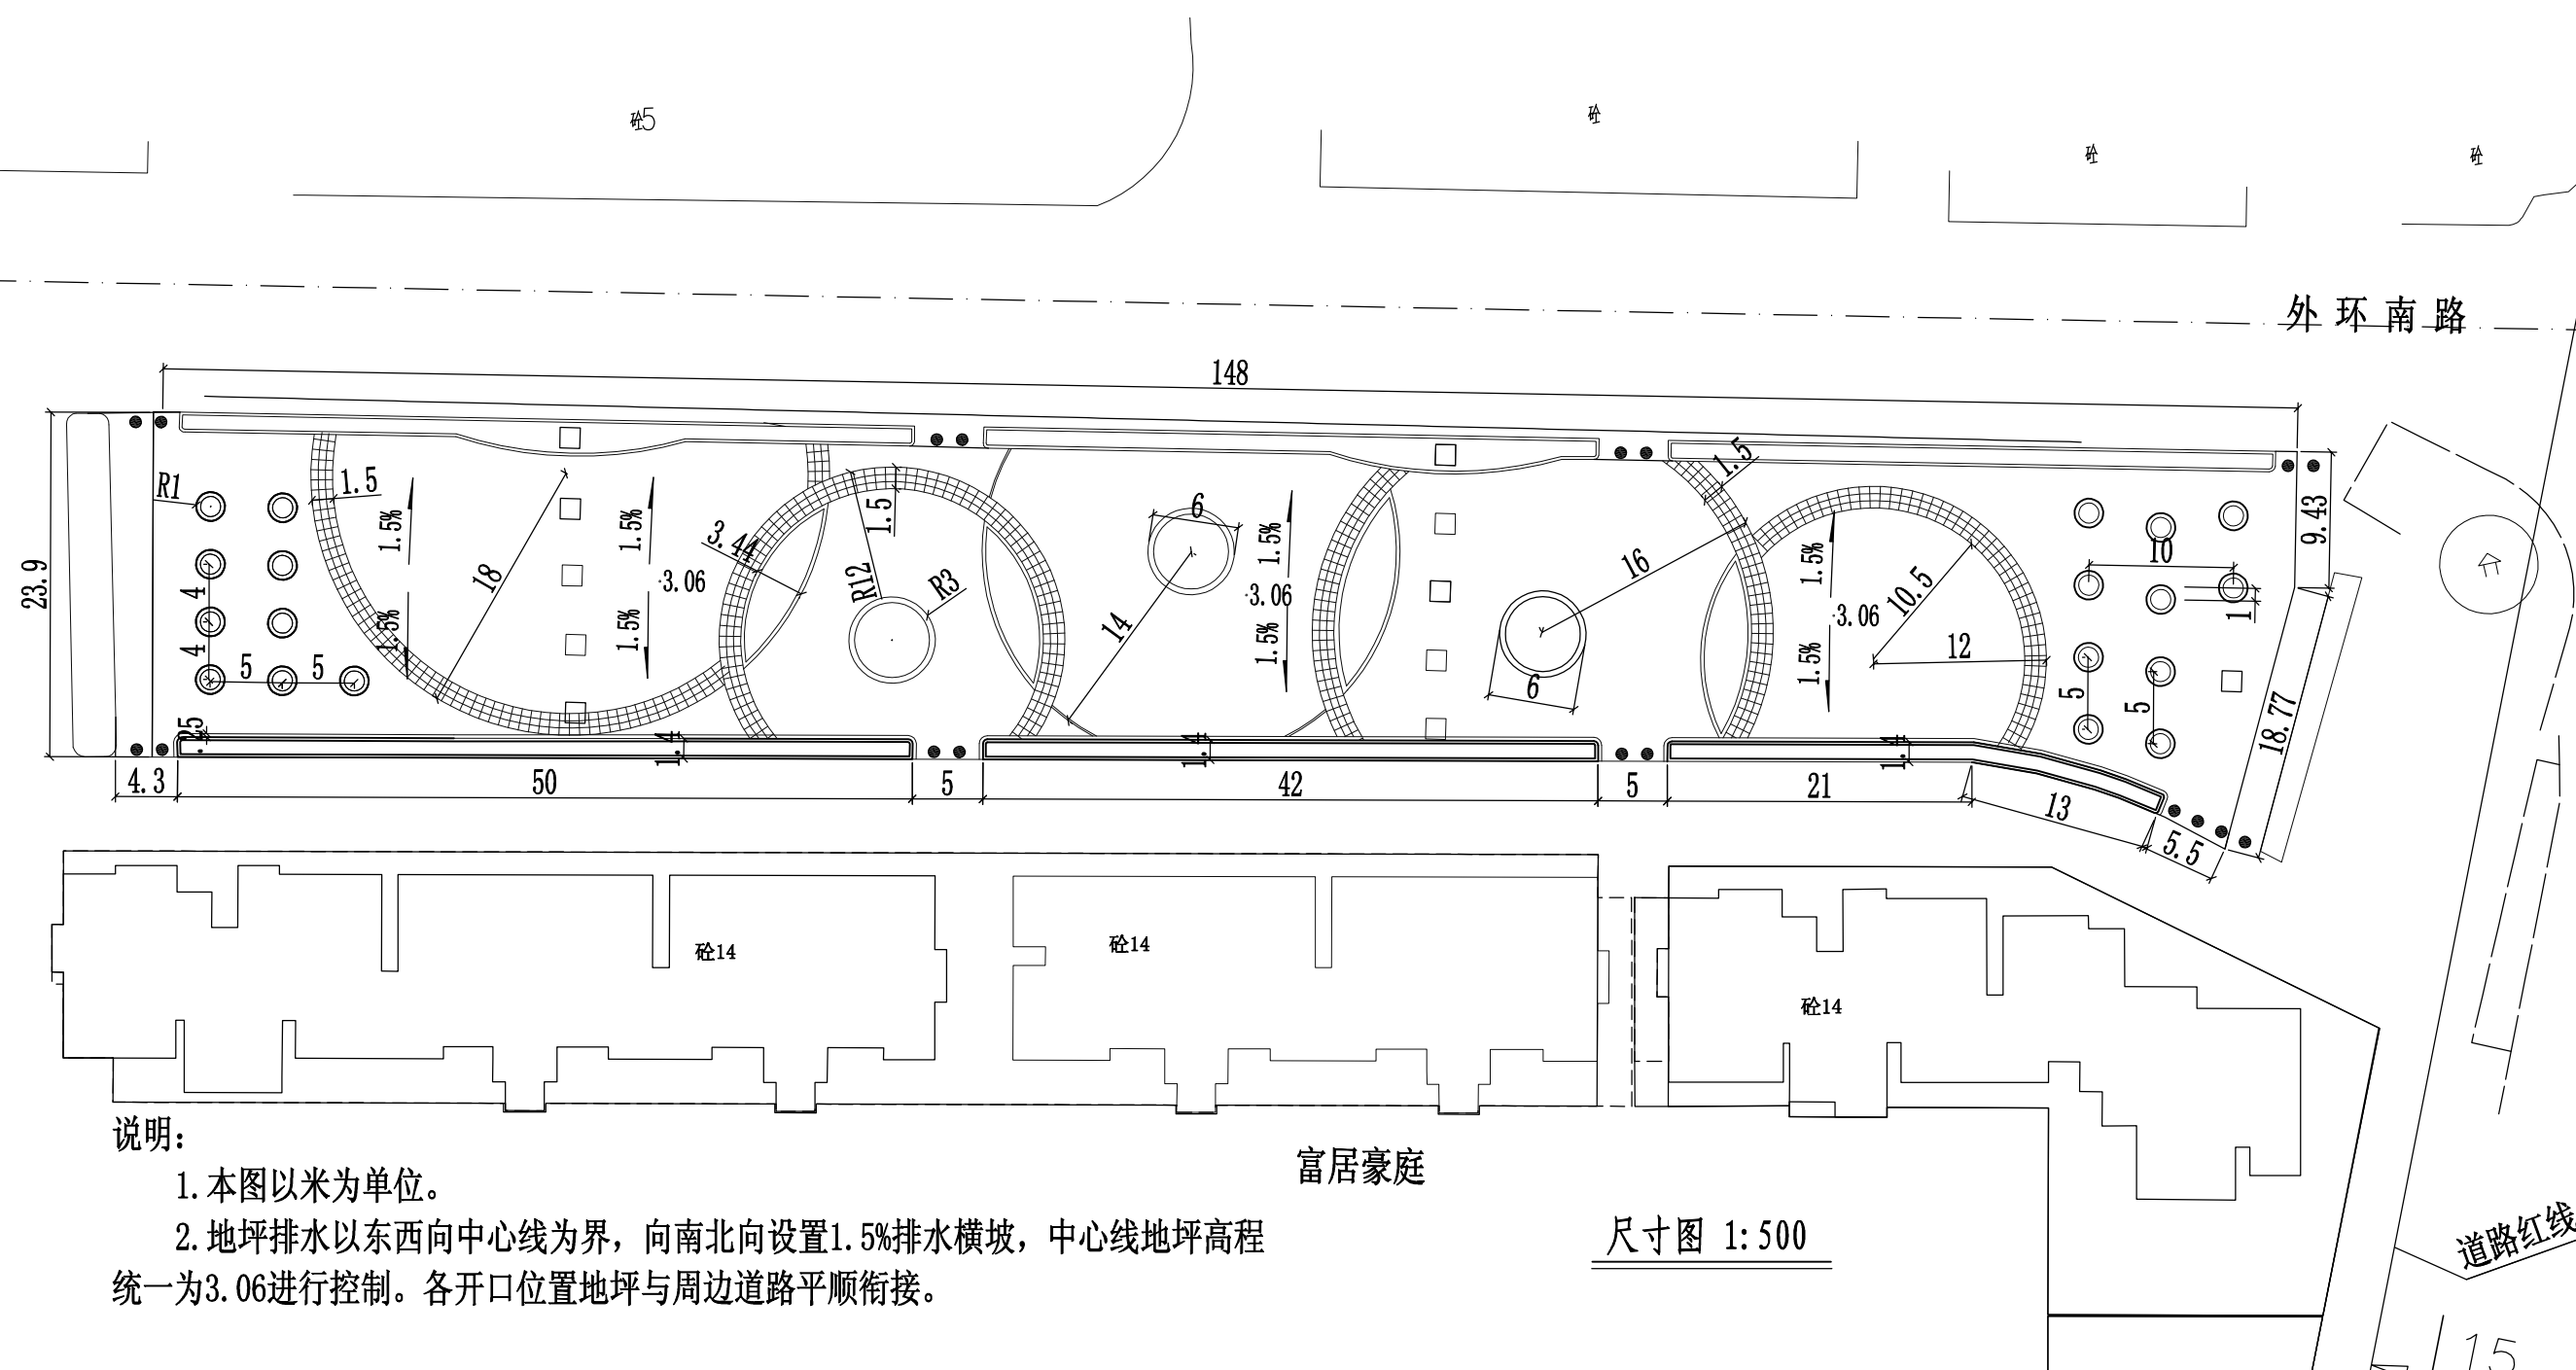 砼5
砼
砼
砼
外环南路
148
R1
1.5
1.5%
1.5%
18
1.5%
1.5%
3.06
3.44
R12
1.5
R3
6
14
1.5%
3.06
1.5%
16
6
1.5
1.5%
3.06
1.5%
10.5
12
10
9.43
1
5
5
18.77
23.9
4
4
5
5
.25
1.4
1.4
1.4
4.3
50
5
42
5
21
13
5.5
砼14
砼14
砼14
说明:
1.本图以米为单位。
2.地坪排水以东西向中心线为界，向南北向设置1.5%排水横坡，中心线地坪高程
统一为3.06进行控制。各开口位置地坪与周边道路平顺衔接。
富居豪庭
尺寸图 1:500
道路红线
15